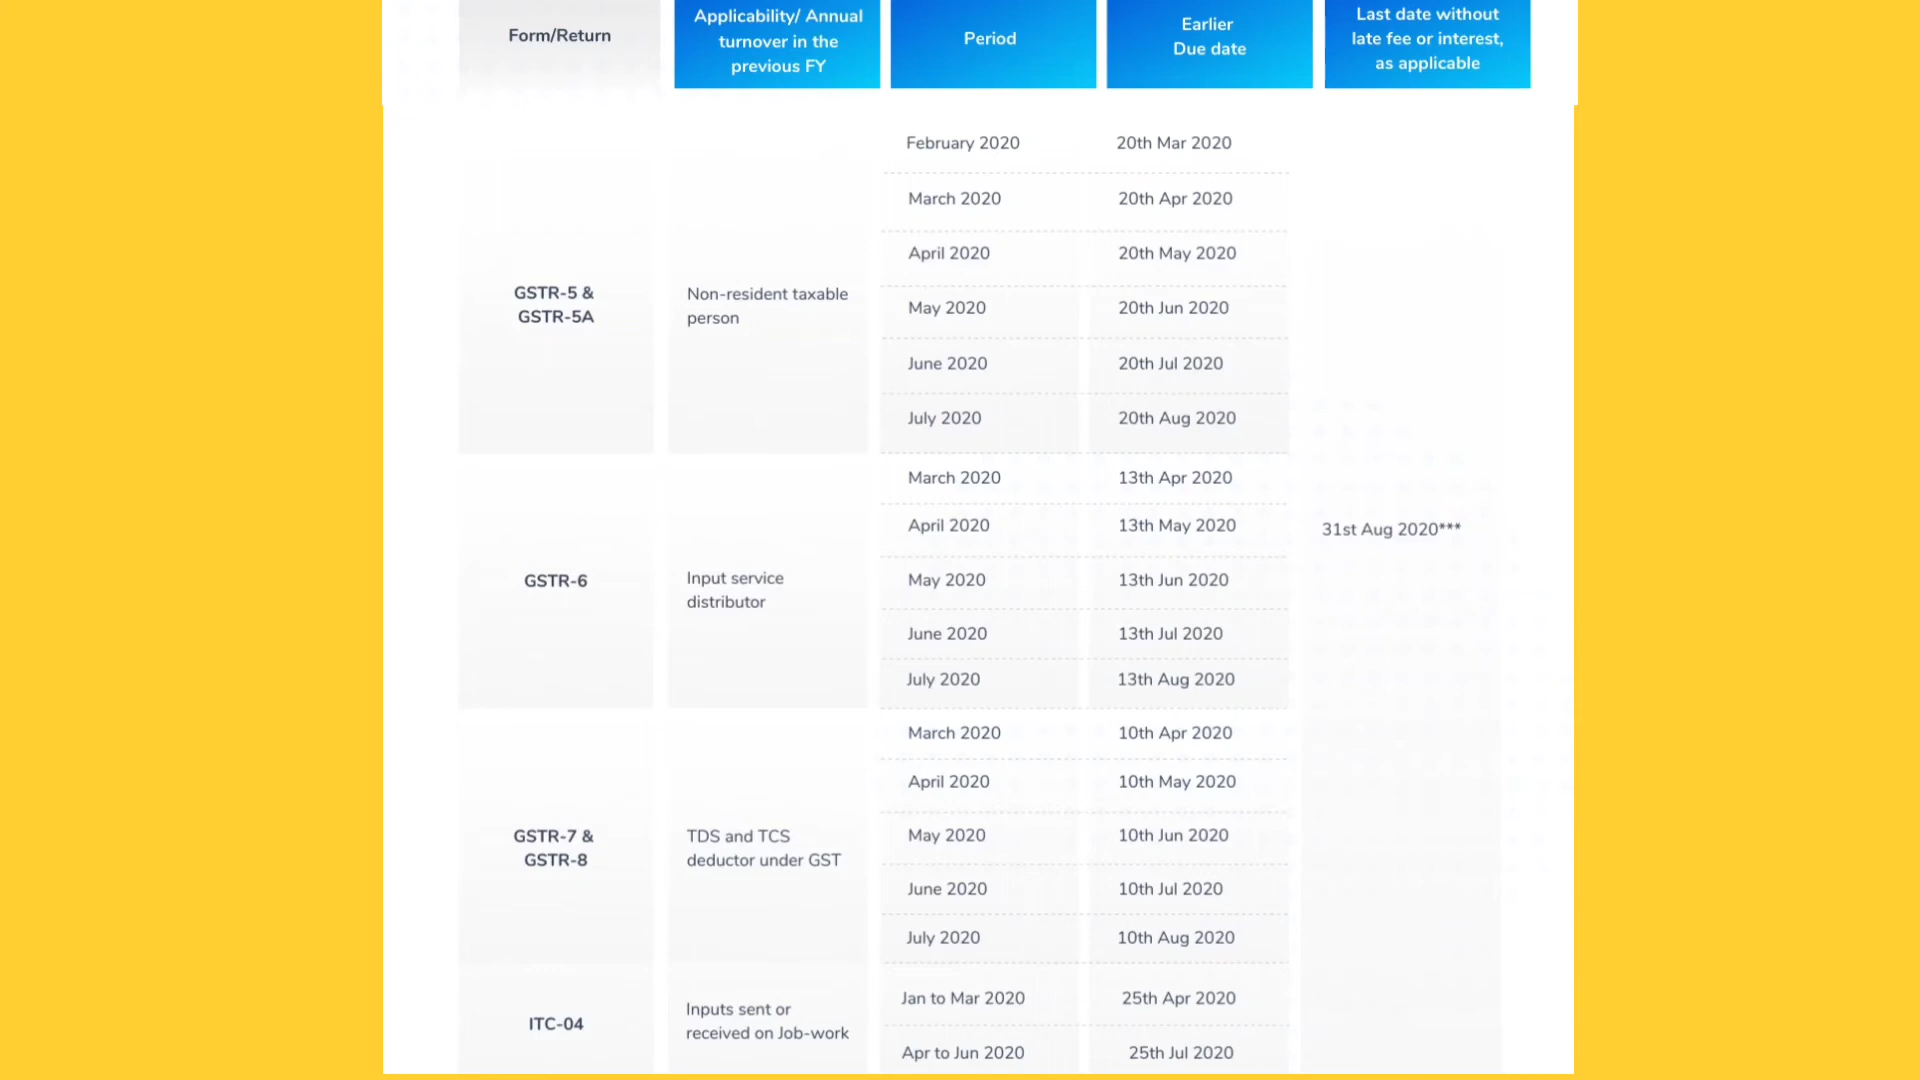 Form/Return
Applicability/ Annual
turnover in the
previous FY
Period
Earlier
Due date
Last date without
late fee or interest,
as applicable
GSTR-5 &
GSTR-5A
Non-resident taxable
person
February 2020 20th Mar 2020
March 2020 20th Apr 2020
April 2020 20th May 2020
May 2020 20th Jun 2020
June 2020 20th Jul 2020
July 2020 20th Aug 2020
GSTR-6
Input service
distributor
March 2020 13th Apr 2020
April 2020 13th May 2020
May 2020 13th Jun 2020
June 2020 13th Jul 2020
July 2020 13th Aug 2020
31st Aug 2020***
GSTR-7 &
GSTR-8
TDS and TCS
deductor under GST
March 2020 10th Apr 2020
April 2020 10th May 2020
May 2020 10th Jun 2020
June 2020 10th Jul 2020
July 2020 10th Aug 2020
ITC-04
Inputs sent or
received on Job-work
Jan to Mar 2020 25th Apr 2020
Apr to Jun 2020 25th Jul 2020